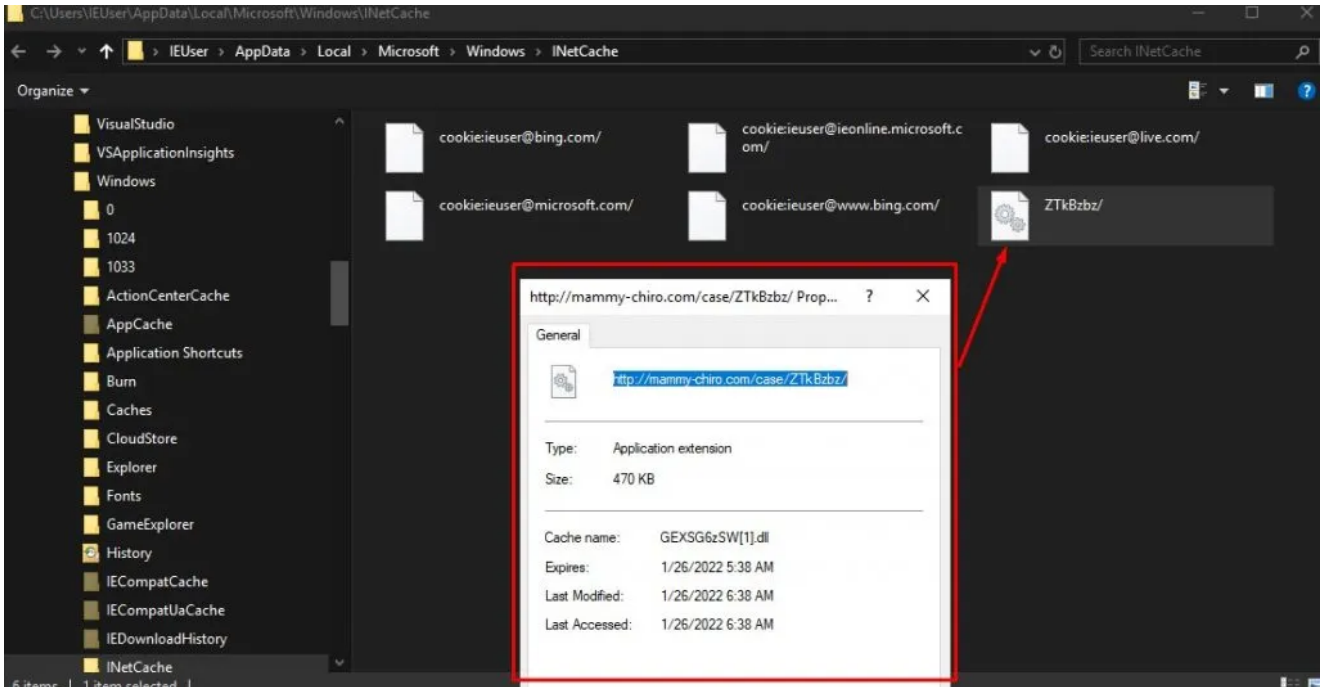 C:\Users\IEUser\AppData\Local\Microsoft\Windows\INetCache
IEUser > AppData > Local > Microsoft > Windows > INetCache
Search INetCache
Organize
VisualStudio
VSApplicationInsights
Windows
0
1024
1033
ActionCenterCache
AppCache
Application Shortcuts
Burn
Caches
CloudStore
Explorer
Fonts
GameExplorer
History
IECompatCache
IECompatUaCache
IEDownloadHistory
INetCache
cookie:ieuser@bing.com/
cookie:ieuser@ieonline.microsoft.c
om/
cookie:ieuser@live.com/
cookie:ieuser@microsoft.com/
cookie:ieuser@www.bing.com/
ZTkBzbz/
http://mammy-chiro.com/case/ZTkBzbz/ Prop... ?
General
http://mammy-chiro.com/case/ZTkBzbz/
Type: Application extension
Size: 470 KB
Cache name: GEXSG6zSW[1].dll
Expires: 1/26/2022 5:38 AM
Last Modified: 1/26/2022 6:38 AM
Last Accessed: 1/26/2022 6:38 AM
6 items | 1 item selected |